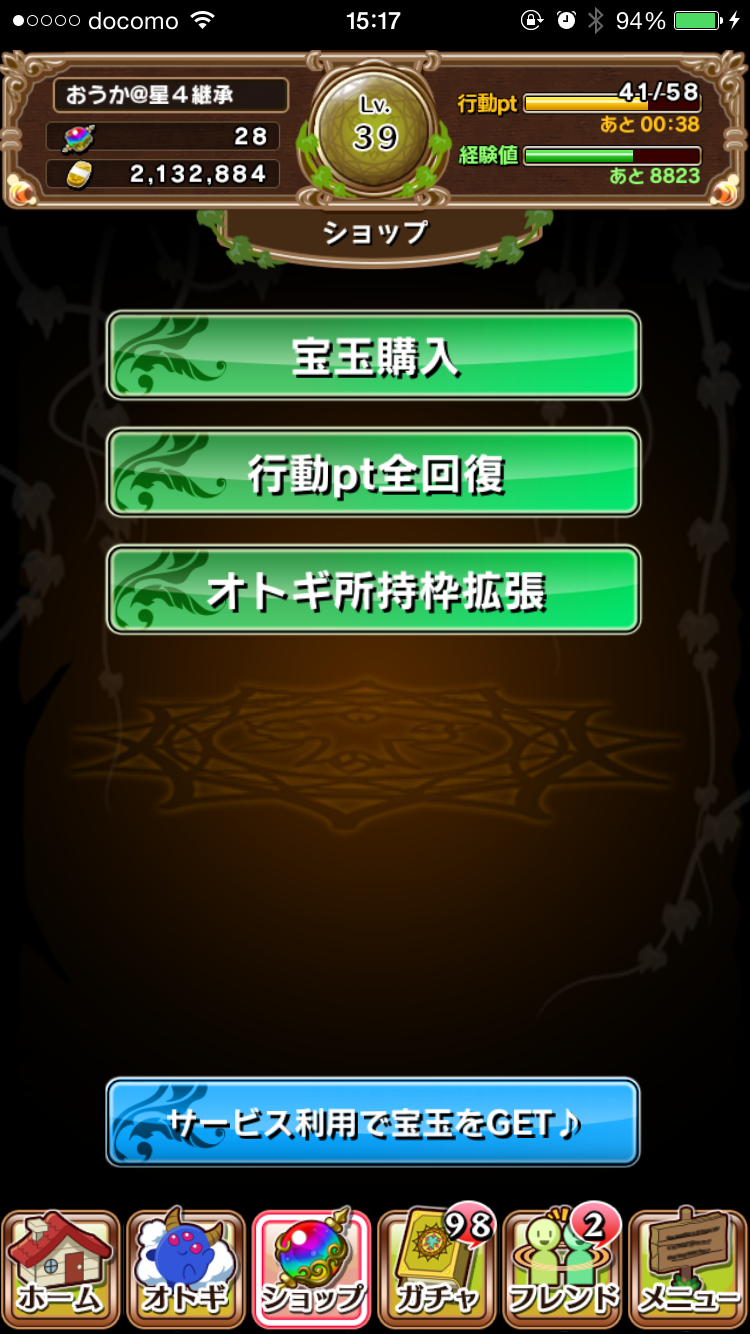 docomo 15:17 94%
おうか@星4継承
28
2,132,884
Lv.
39
行動pt 41/58
あと 00:38
経験値
あと 8823
ショップ
宝玉購入
行動pt全回復
オトギ所持枠拡張
サービス利用で宝玉をGET♪
98 2
ホーム オトギ ショップ ガチャ フレンド メニュー